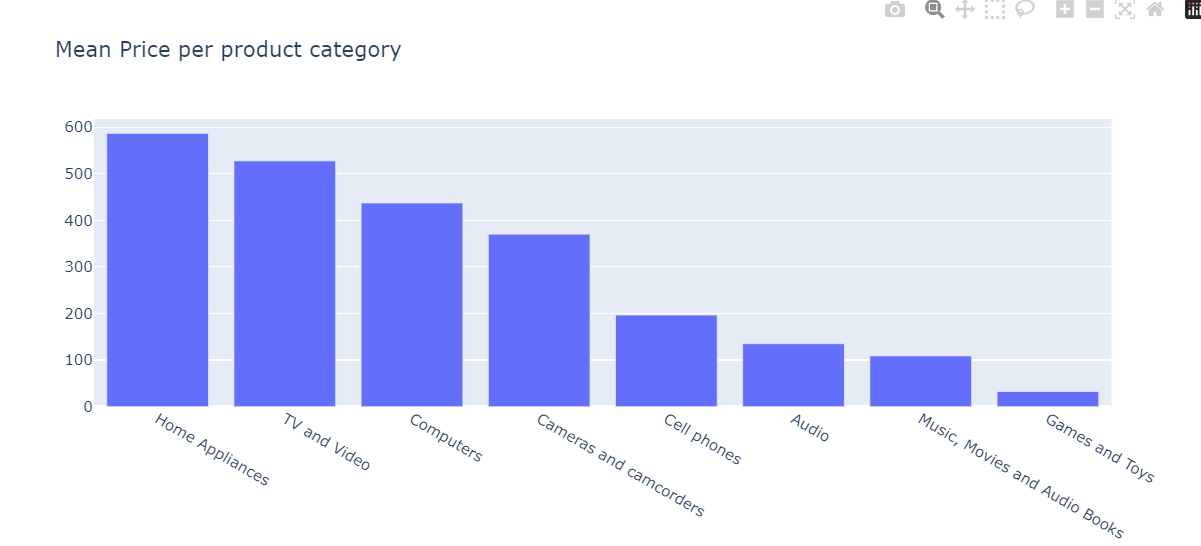 Mean Price per product category
600
500
400
300
200
100
0
Home Appliances
TV and Video
Computers
Cameras and camcorders
Cell phones
Audio
Music, Movies and Audio Books
Games and Toys